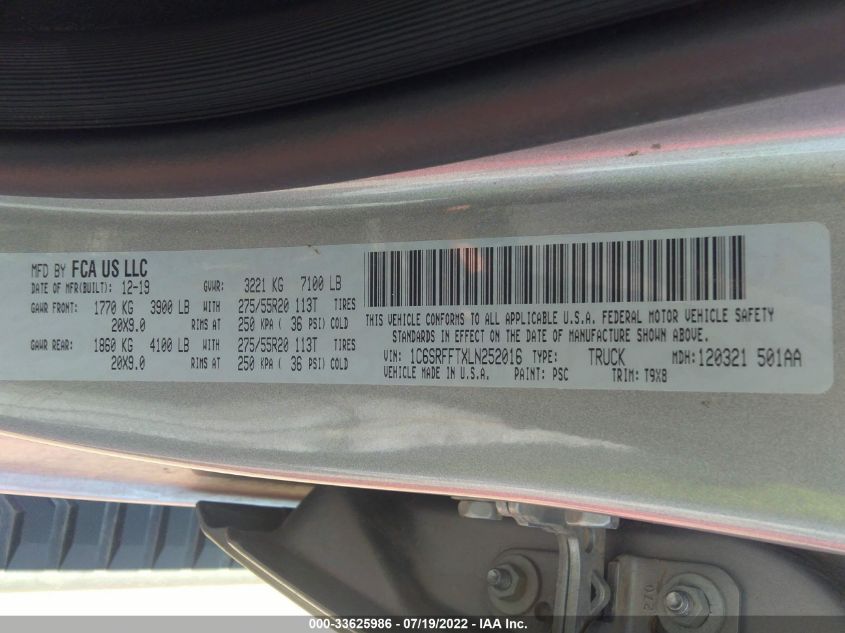 MFD BY FCA US LLC
DATE OF MFR(BUILT): 12-19 GVWR: 3221 KG 7100 LB
GAWR FRONT: 1770 KG 3900 LB WITH 275/55R20 113T TIRES
20X9.0 RIMS AT 250 KPA ( 36 PSI) COLD
GAWR REAR: 1860 KG 4100 LB WITH 275/55R20 113T TIRES
20X9.0 RIMS AT 250 KPA ( 36 PSI) COLD
THIS VEHICLE CONFORMS TO ALL APPLICABLE U.S.A. FEDERAL MOTOR VEHICLE SAFETY
STANDARDS IN EFFECT ON THE DATE OF MANUFACTURE SHOWN ABOVE.
VIN: 1C6SRFFTXLN252016 TYPE: TRUCK MDH: 120321 501AA
VEHICLE MADE IN U.S.A. PAINT: PSC TRIM: T9X8
270
000-33625986 - 07/19/2022 - IAA Inc.